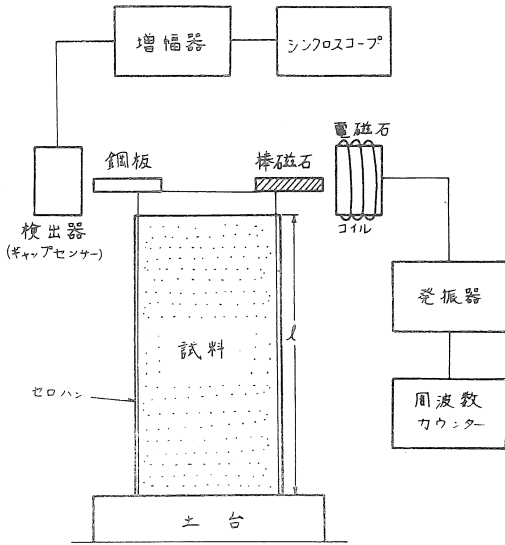 増幅器
シンクロスコープ
電磁石
鋼板
棒磁石
検出器
(ギャップセンサー)
コイル
発振器
試料
l
セロハン
周波数
カウンター
土台